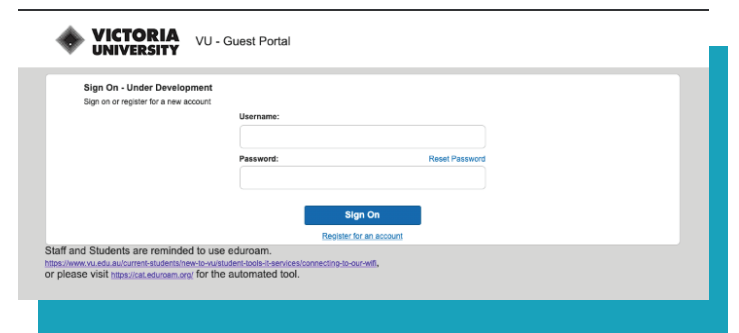 VICTORIA
UNIVERSITY
VU - Guest Portal
Sign On - Under Development
Sign on or register for a new account
Username:
Password:
Reset Password
Sign On
Register for an account
Staff and Students are reminded to use eduroam.
https://www.vu.edu.au/current-students/new-to-vu/student-tools-it-services/connecting-to-our-wifi,
or please visit https://cat.eduroam.org/ for the automated tool.